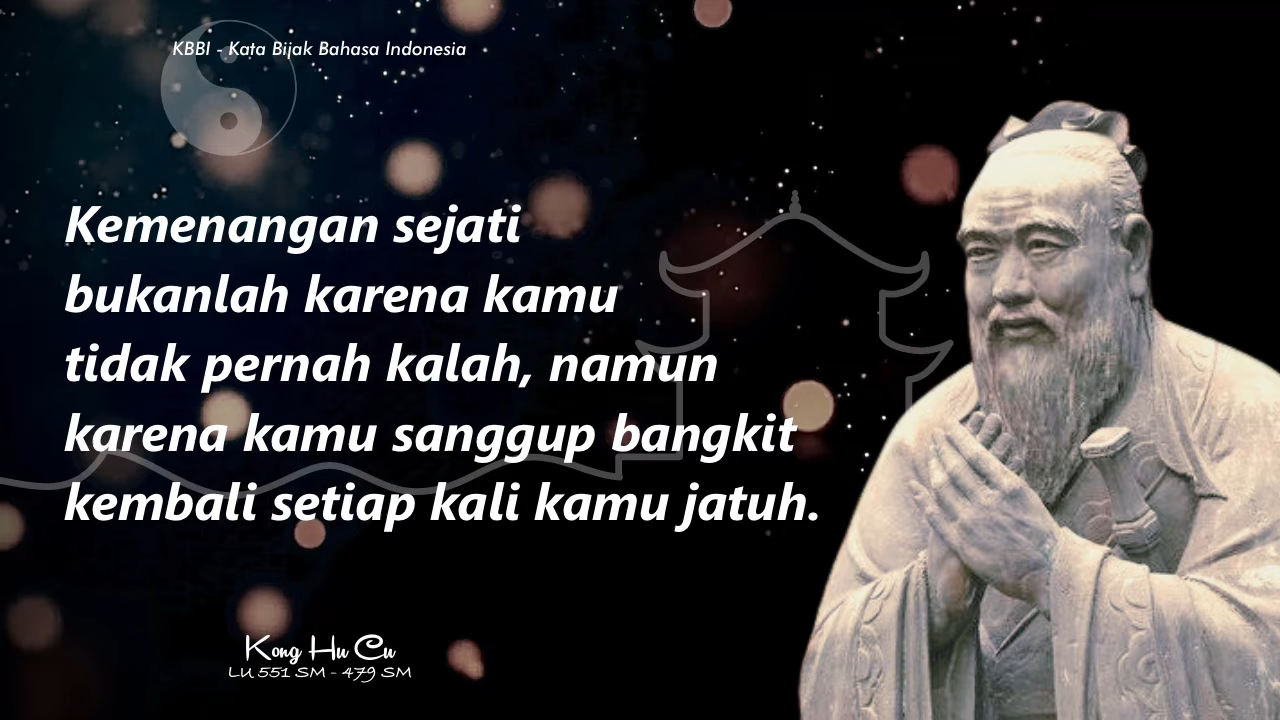 KBBI - Kata Bijak Bahasa Indonesia
Kemenangan sejati
bukanlah karena kamu
tidak pernah kalah, namun
karena kamu sanggup bangkit
kembali setiap kali kamu jatuh.
Kong Hu Cu
LU 551 SM - 479 SM